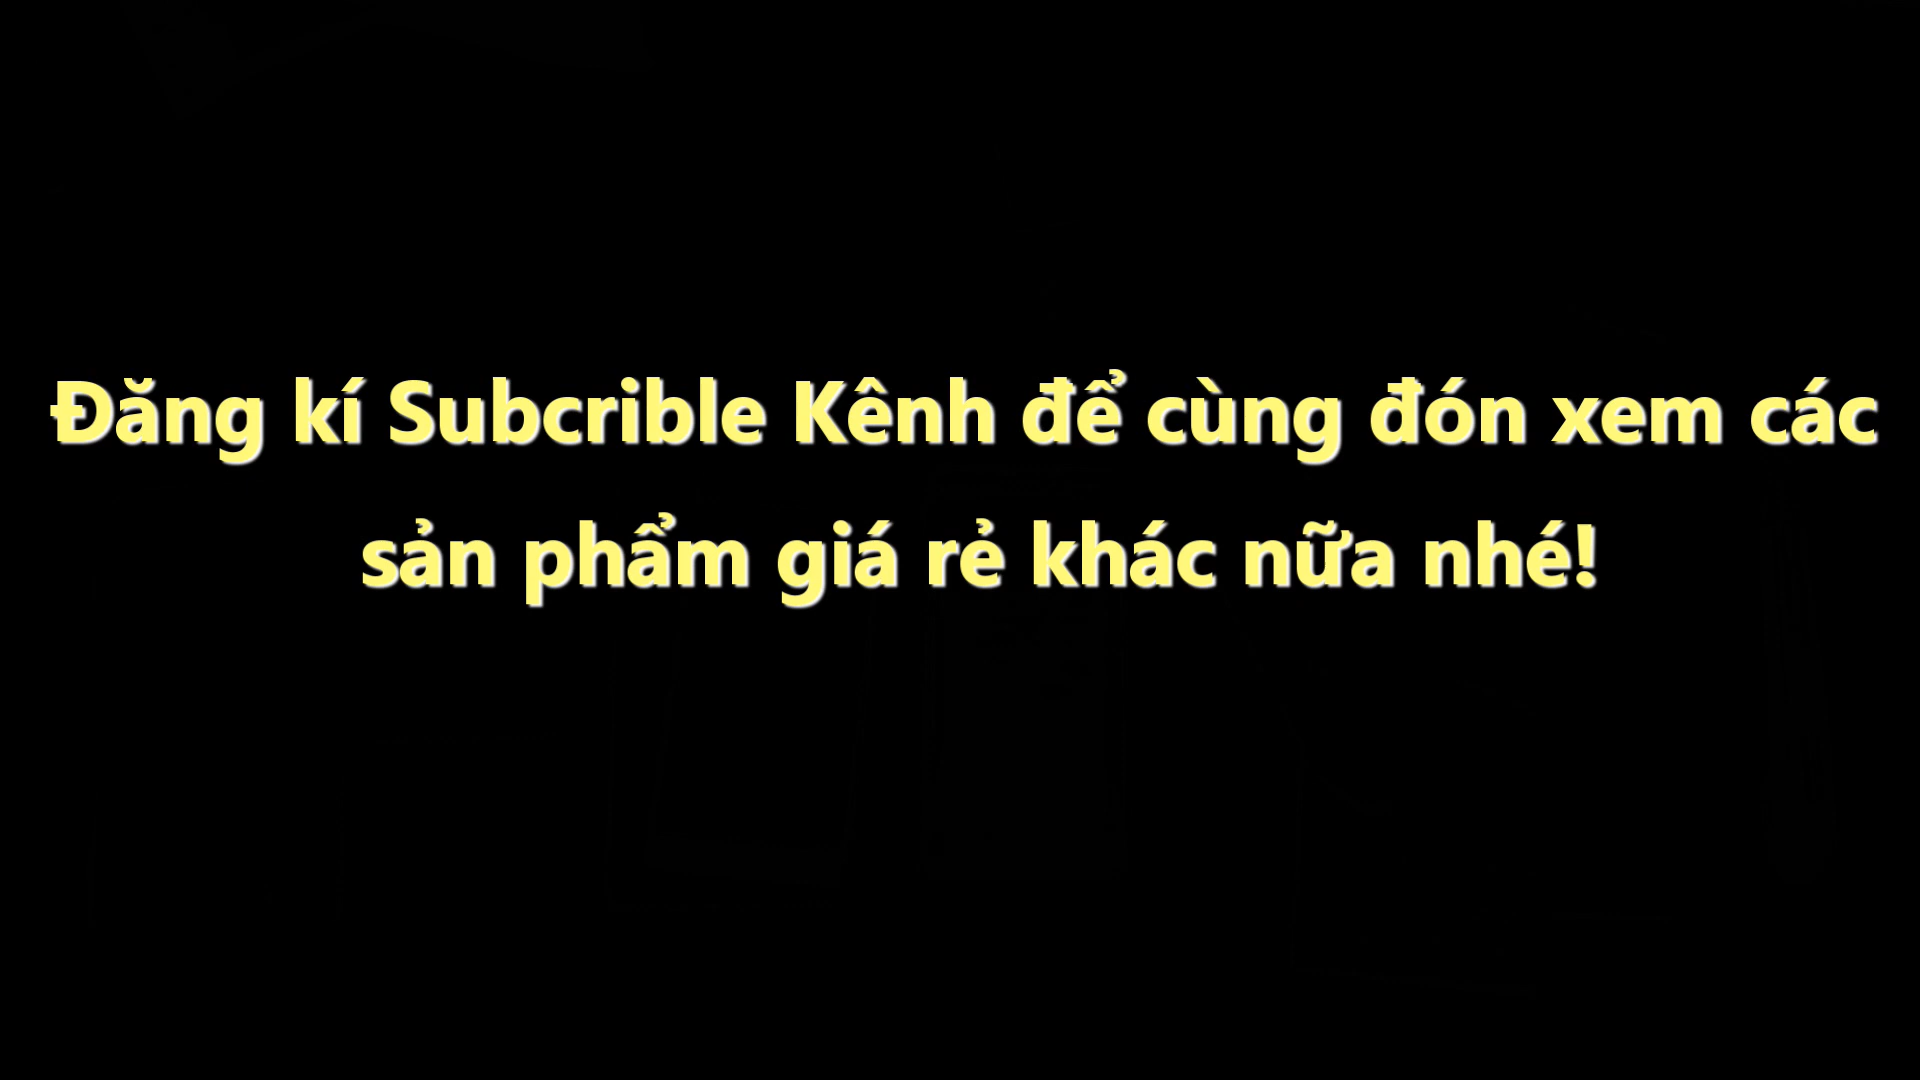 Đăng kí Subcrible Kênh để cùng đón xem các
sản phẩm giá rẻ khác nữa nhé!